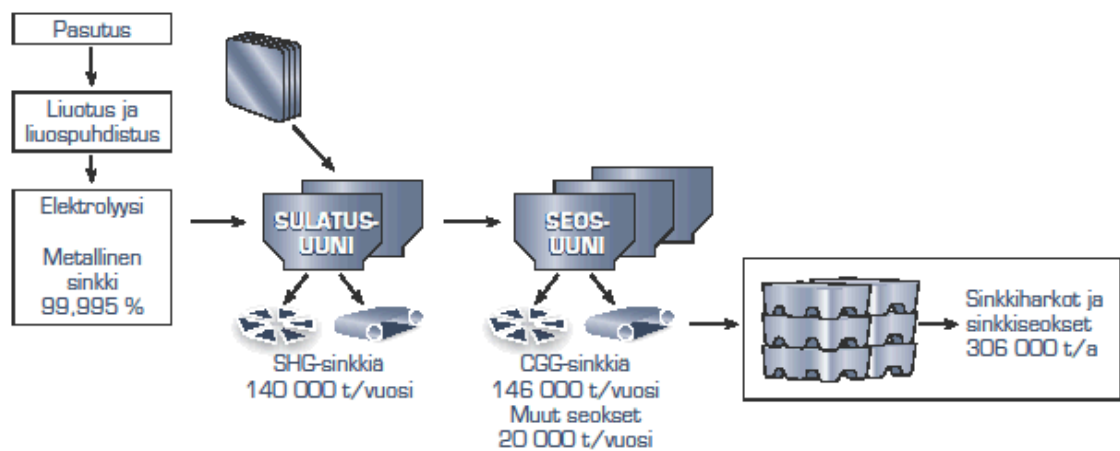 Pasutus
Liuotus ja
liuospuhdistus
Elektrolyysi
Metallinen
sinkki
99,995 %
SULATUS-
UUNI
SHG-sinkkiä
140 000 t/vuosi
SEOS-
UUNI
CGG-sinkkiä
146 000 t/vuosi
Muut seokset
20 000 t/vuosi
Sinkkiharkot ja
sinkkiseokset
306 000 t/a